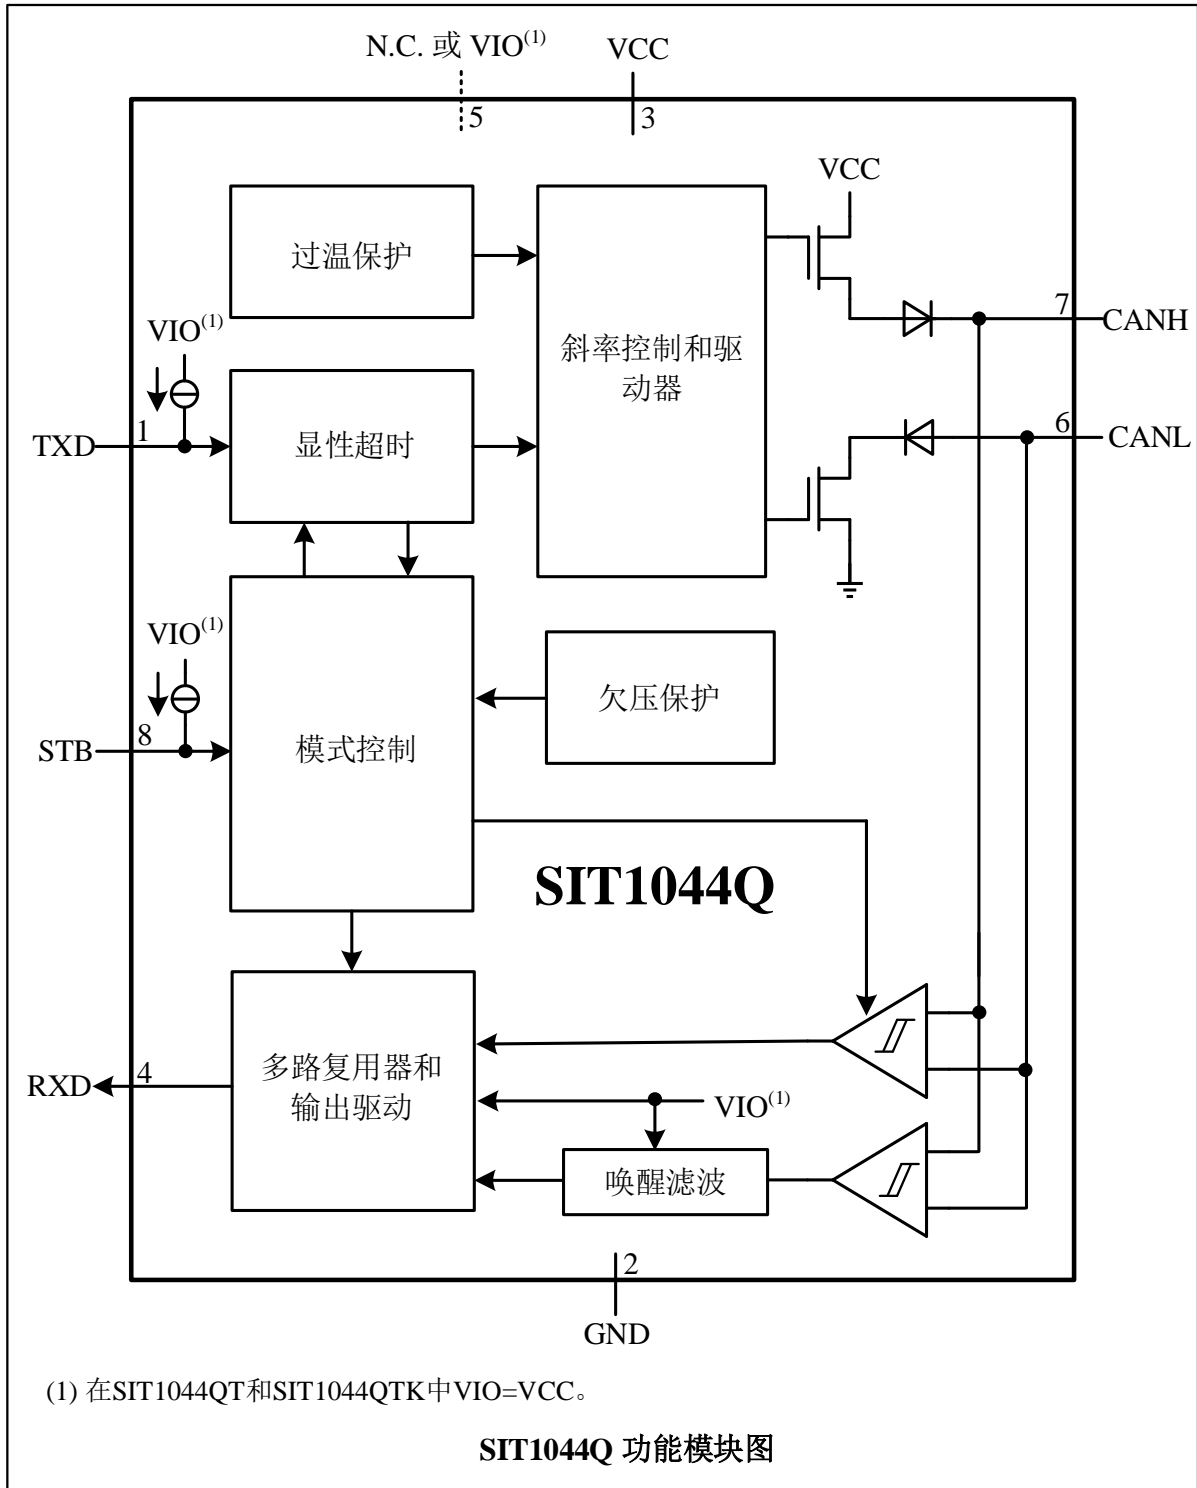 N.C. 或 VIO(1)
VCC
5
3
VCC
过温保护
7
CANH
VIO(1)
斜率控制和驱
动器
TXD
1
显性超时
6
CANL
VIO(1)
欠压保护
STB
8
模式控制
SIT1044Q
多路复用器和
输出驱动
RXD
4
VIO(1)
唤醒滤波
2
GND
(1) 在SIT1044QT和SIT1044QTK中VIO=VCC。
SIT1044Q 功能模块图